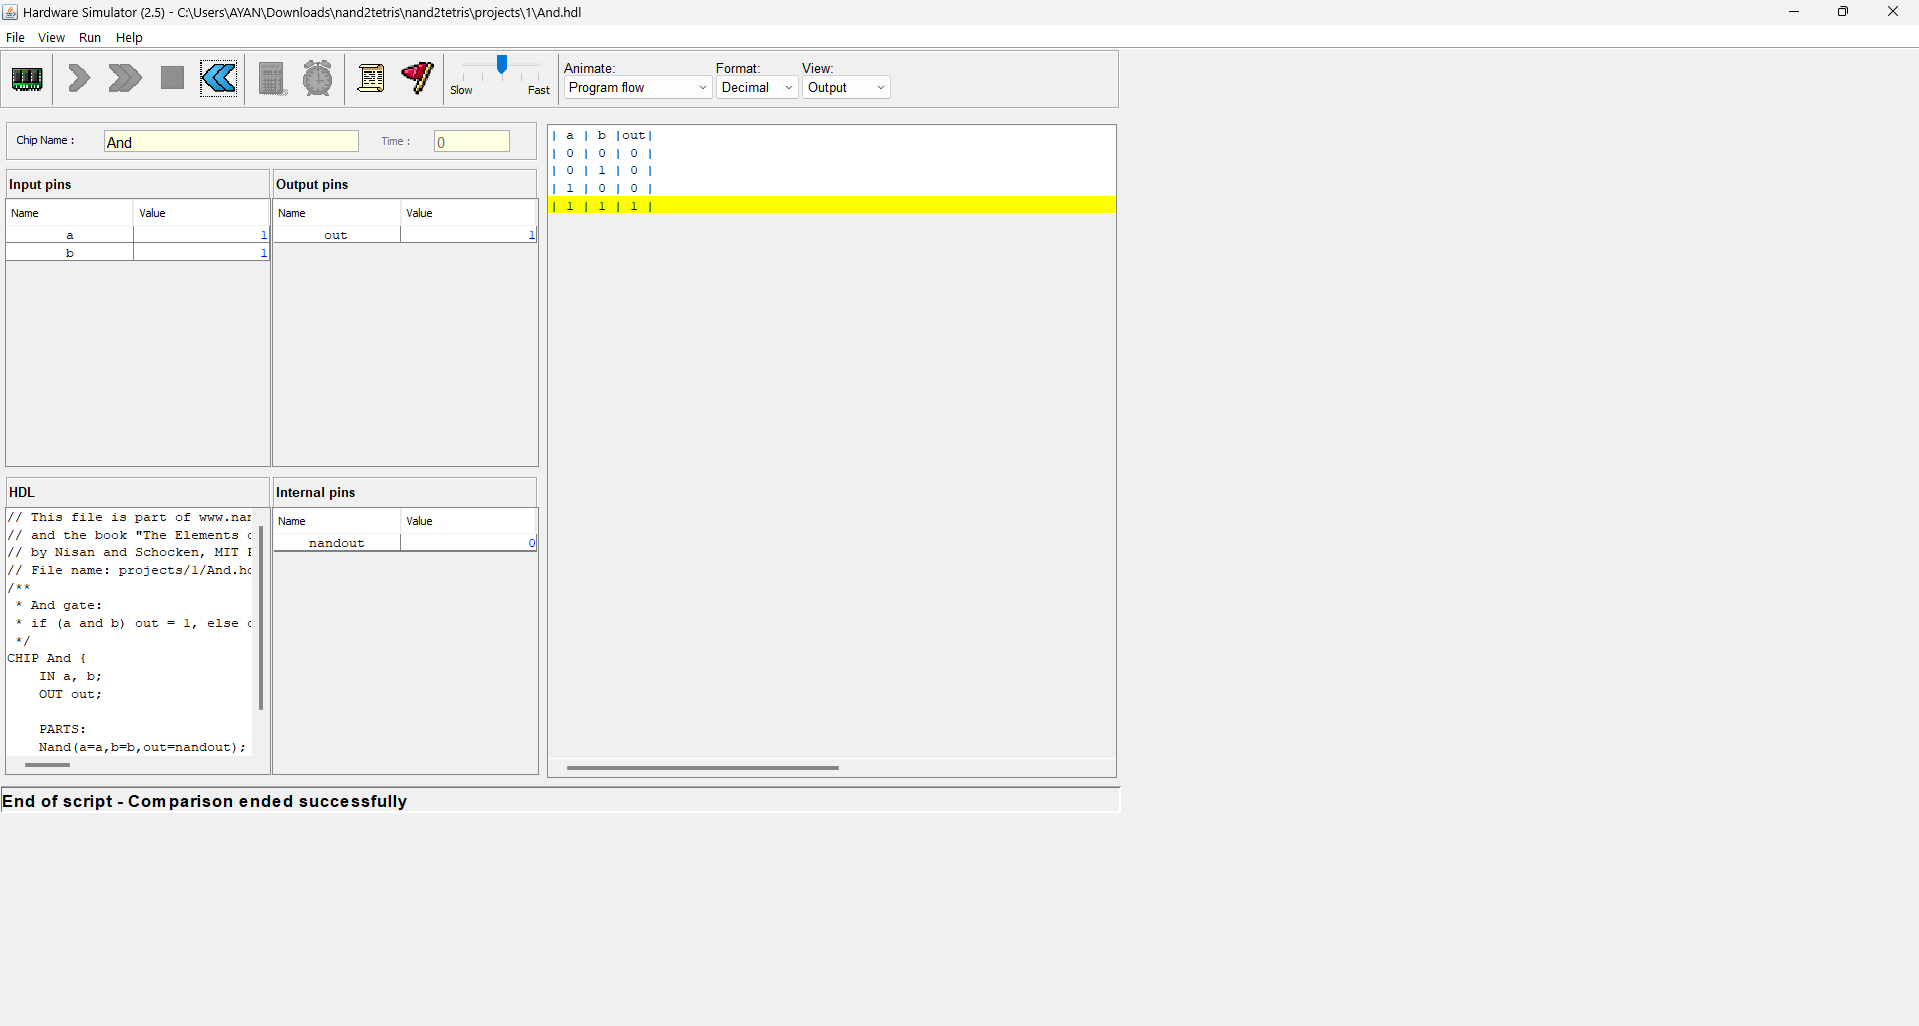 Hardware Simulator (2.5) - C:\Users\AYAN\Downloads\nand2tetris\nand2tetris\projects\1\And.hdl
File View Run Help
Slow Fast
Animate: Format: View:
Program flow Decimal Output
Chip Name : And Time : 0
Input pins
Name Value
a 1
b 1
Output pins
Name Value
out 1
HDL
// This file is part of www.nan
// and the book "The Elements o
// by Nisan and Schocken, MIT P
// File name: projects/1/And.hd
/**
* And gate:
* if (a and b) out = 1, else o
*/
CHIP And {
IN a, b;
OUT out;
PARTS:
Nand(a=a,b=b,out=nandout);
Internal pins
Name Value
nandout 0
| a | b |out|
| 0 | 0 | 0 |
| 0 | 1 | 0 |
| 1 | 0 | 0 |
| 1 | 1 | 1 |
End of script - Comparison ended successfully